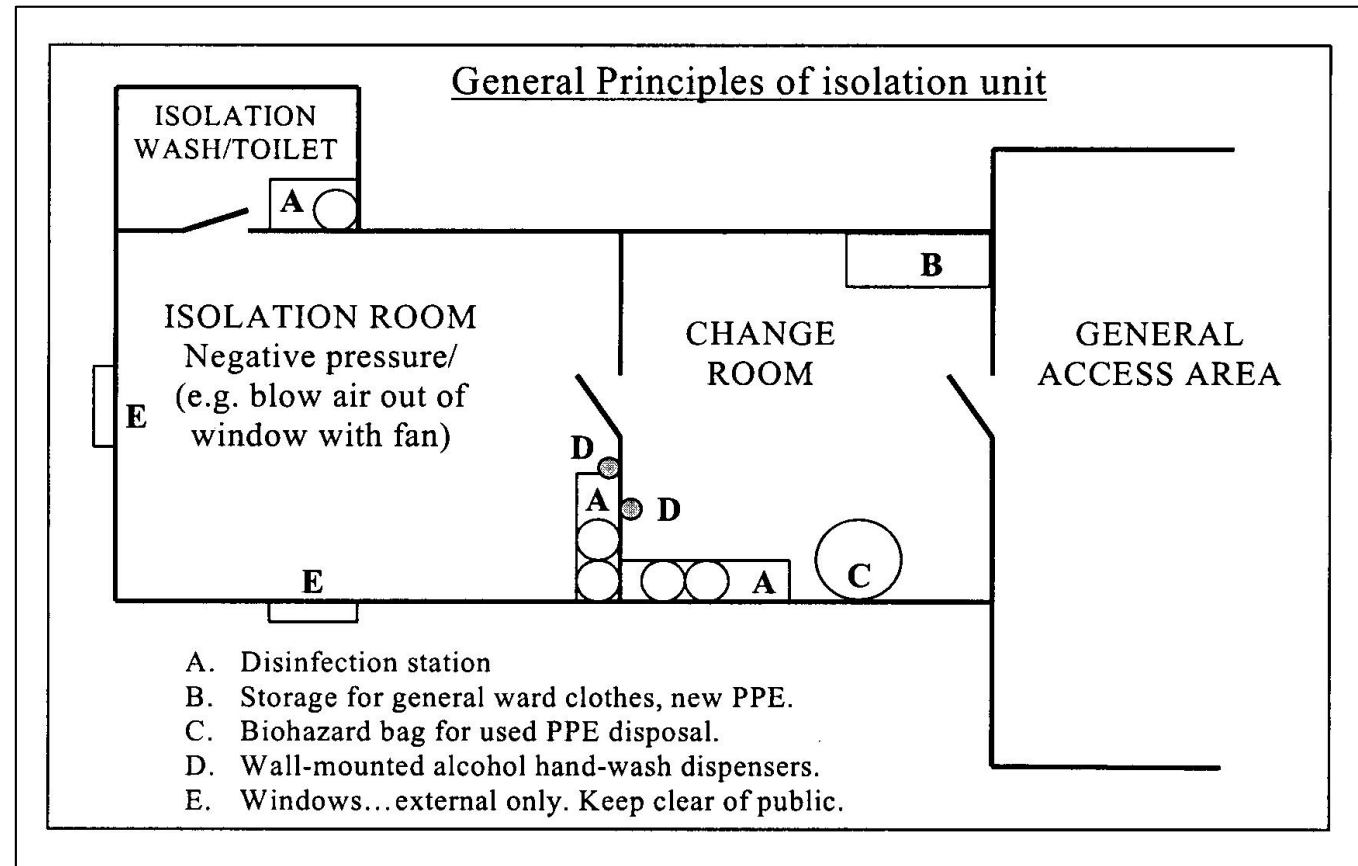 General Principles of isolation unit
ISOLATION
WASH/TOILET
A
B
ISOLATION ROOM
Negative pressure/
(e.g. blow air out of
window with fan)
CHANGE
ROOM
GENERAL
ACCESS AREA
E
D
A
D
E
A
C
A. Disinfection station
B. Storage for general ward clothes, new PPE.
C. Biohazard bag for used PPE disposal.
D. Wall-mounted alcohol hand-wash dispensers.
E. Windows...external only. Keep clear of public.